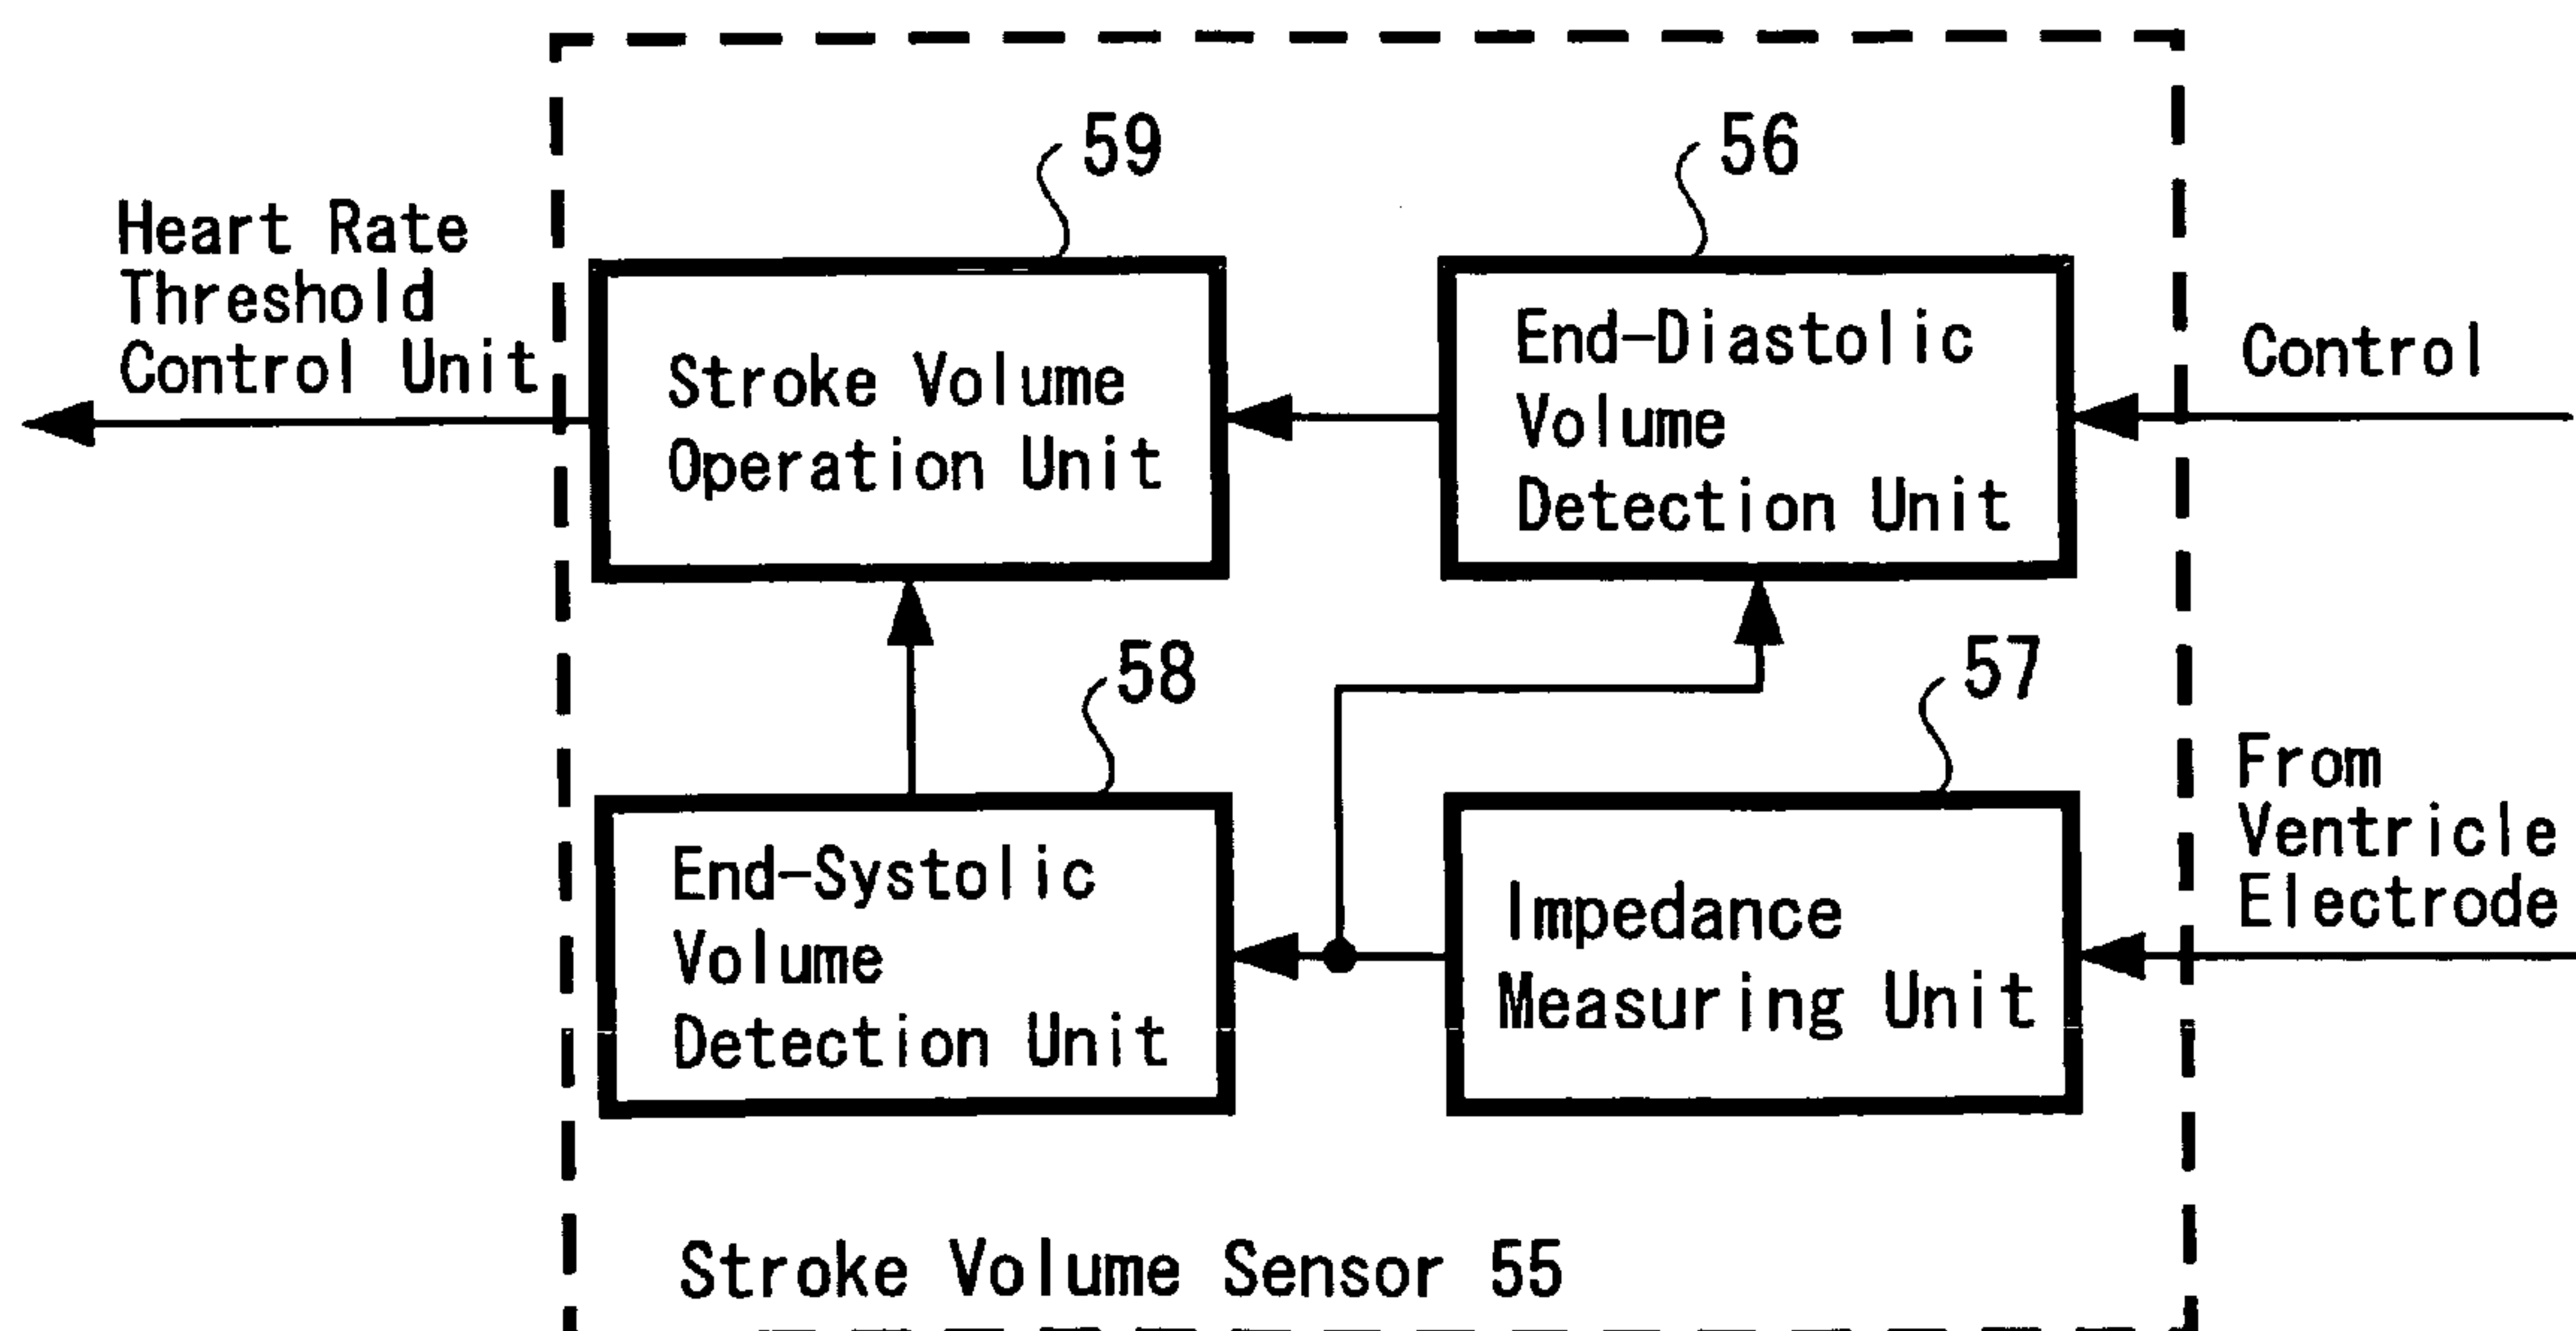 59
56
Heart Rate
Threshold
Control Unit
Stroke Volume
Operation Unit
End-Diastolic
Volume
Detection Unit
Control
58
57
End-Systolic
Volume
Detection Unit
Impedance
Measuring Unit
From
Ventricle
Electrode
Stroke Volume Sensor 55